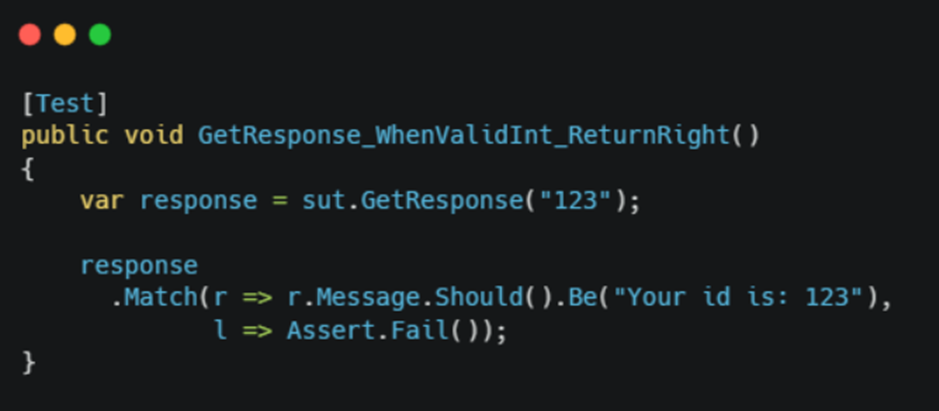 [Test]
public void GetResponse_WhenValidInt_ReturnRight()
{
    var response = sut.GetResponse("123");
    response
      .Match(r => r.Message.Should().Be("Your id is: 123"),
             l => Assert.Fail());
}